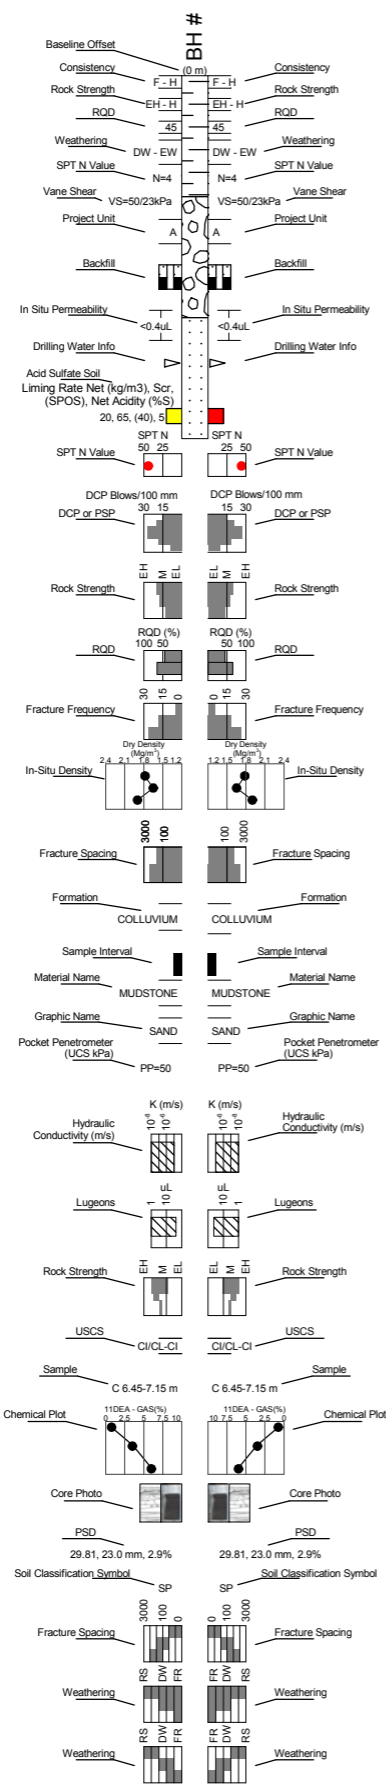 BH #
Baseline Offset
(0 m)
Consistency F - H F - H Consistency
Rock Strength EH - H EH - H Rock Strength
RQD 45 45 RQD
Weathering DW - EW DW - EW Weathering
SPT N Value N=4 N=4 SPT N Value
Vane Shear VS=50/23kPa VS=50/23kPa Vane Shear
Project Unit A A Project Unit
Backfill Backfill
In Situ Permeability <0.4uL <0.4uL In Situ Permeability
Drilling Water Info Drilling Water Info
Acid Sulfate Soil
Liming Rate Net (kg/m3), Scr,
(SPOS), Net Acidity (%S)
20, 65, (40), 5
SPT N SPT N
50 25 25 50
SPT N Value SPT N Value
DCP Blows/100 mm DCP Blows/100 mm
30 15 15 30
DCP or PSP DCP or PSP
EH M EL EL M EH
Rock Strength Rock Strength
RQD (%) RQD (%)
100 50 50 100
RQD RQD
30 15 0 0 15 30
Fracture Frequency Fracture Frequency
Dry Density Dry Density
(Mg/m³) (Mg/m³)
2.4 2.1 1.8 1.5 1.2 1.2 1.5 1.8 2.1 2.4
In-Situ Density In-Situ Density
3000 100 100 3000
Fracture Spacing Fracture Spacing
Formation Formation
COLLUVIUM COLLUVIUM
Sample Interval Sample Interval
Material Name Material Name
MUDSTONE MUDSTONE
Graphic Name Graphic Name
SAND SAND
Pocket Penetrometer Pocket Penetrometer
(UCS kPa) (UCS kPa)
PP=50 PP=50
K (m/s) K (m/s)
Hydraulic Hydraulic
Conductivity (m/s) Conductivity (m/s)
uL uL
1 10 10 1
Lugeons Lugeons
EH M EL EL M EH
Rock Strength Rock Strength
USCS CI/CL-CI CI/CL-CI USCS
Sample Sample
C 6.45-7.15 m C 6.45-7.15 m
11DEA - GAS(%) 11DEA - GAS(%)
0 2.5 5 7.5 10 10 7.5 5 2.5 0
Chemical Plot Chemical Plot
Core Photo Core Photo
PSD PSD
29.81, 23.0 mm, 2.9% 29.81, 23.0 mm, 2.9%
Soil Classification Symbol Soil Classification Symbol
SP SP
3000 100 0 0 100 3000
Fracture Spacing Fracture Spacing
RS DW FR FR DW RS
Weathering Weathering
RS DW FR FR DW RS
Weathering Weathering